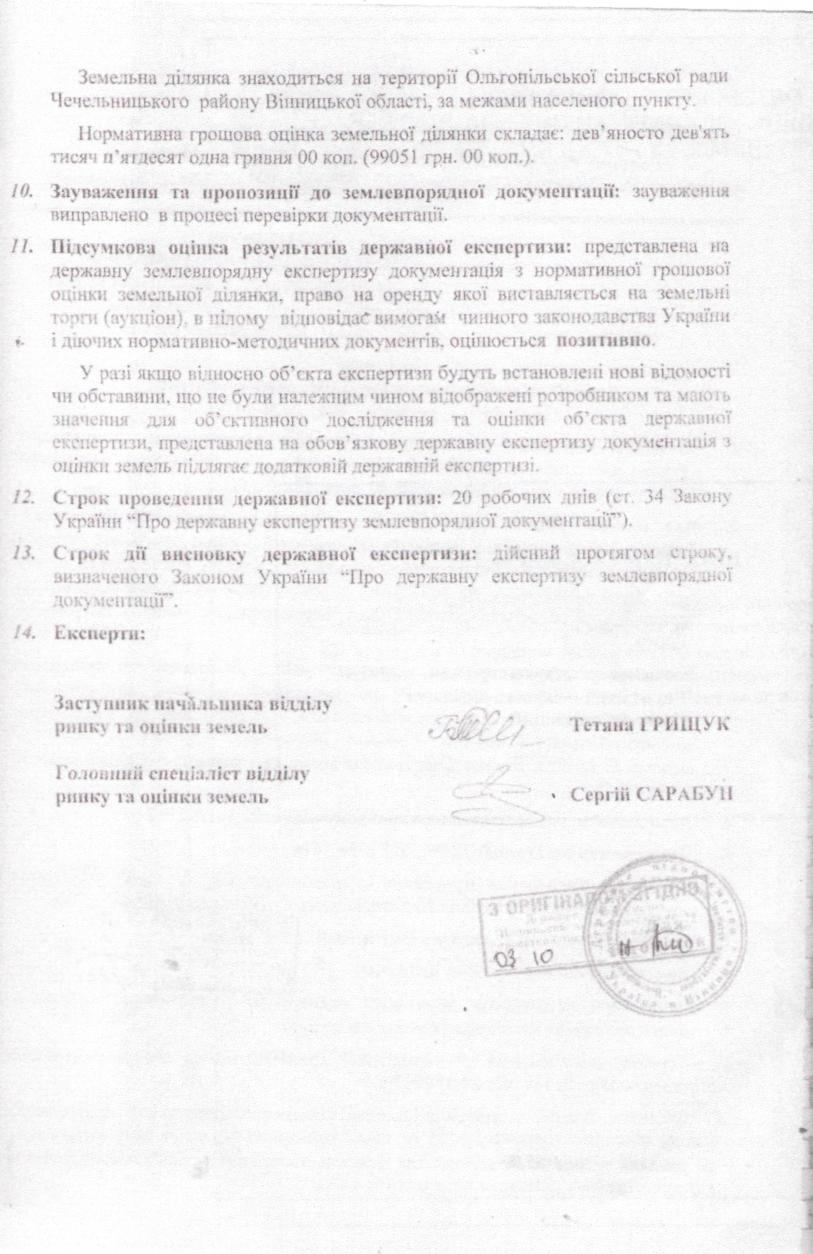 Земельна ділянка знаходиться на території Ольгопільської сільської ради
Чечельницького районy Вінницької області, за межами населеного пункту.
Нормативна грошова оцінка земельної ділянки складає: дев’яносто дев'ять
тисяч п’ятдесят одна гривня 00 коп. (99051 грн. 00 коп.).
10. Зауваження та пропозиції до землевпорядної документації: зауваження
виправлено в процесі перевірки документації.
11. Підсумкова оцінка результатів державної експертизи: представлена на
державну землевпорядну експертизу документація з нормативної грошової
оцінки земельної ділянки, право на оренду якої виставляється на земельні
торги (аукціон), в цілому відповідає вимогам чинного законодавства України
і діючих нормативно-методичних документів, оцінюється позитивно.
У разі якщо відносно об’єкта експертизи будуть встановлені нові відомості
чи обставини, що не були належним чином відображені розробником та мають
значення для об’єктивного дослідження та оцінки об’єкта державної
експертизи, представлена на обов’язкову державну експертизу документація з
оцінки земель підлягає додатковій державній експертизі.
12. Строк проведення державної експертизи: 20 робочих днів (ст. 34 Закону
України “Про державну експертизу землевпорядної документації”).
13. Строк дії висновку державної експертизи: дійсний протягом строку,
визначеного Законом України “Про державну експертизу землевпорядної
документації”.
14. Експерти:
Заступник начальника відділу
ринку та оцінки земель Тетяна ГРИЩУК
Головний спеціаліст відділу
ринку та оцінки земель Сергій САРАБУН
З ОРИГІНАЛОМ ЗГІДНО
03 10